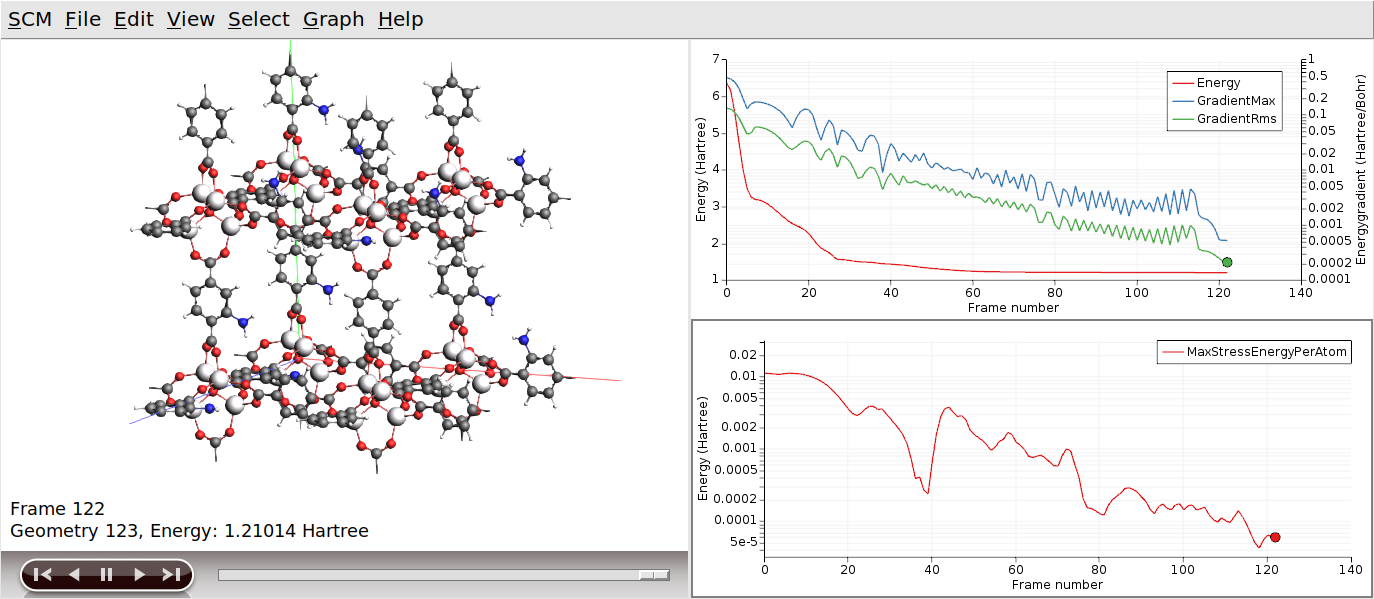 SCM File Edit View Select Graph Help
7
6
5
4
3
2
1
Energy (Hartree)
0 20 40 60 80 100 120 140
Frame number
1
0.5
0.2
0.1
0.05
0.02
0.01
0.005
0.002
0.001
0.0005
0.0002
0.0001
Energygradient (Hartree/Bohr)
Energy
GradientMax
GradientRms
0.02
0.01
0.005
0.002
0.001
0.0005
0.0002
0.0001
5e-5
Energy (Hartree)
0 20 40 60 80 100 120 140
Frame number
MaxStressEnergyPerAtom
Frame 122
Geometry 123, Energy: 1.21014 Hartree